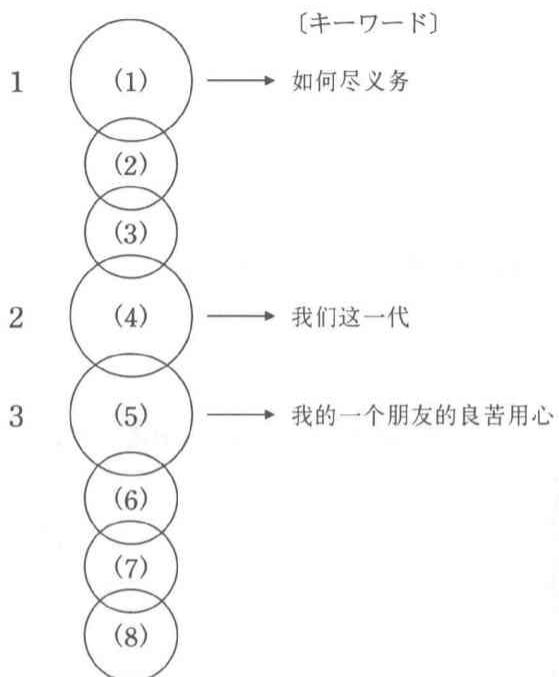 〔キーワード〕
1 (1) 如何尽义务
(2)
(3)
2 (4) 我们这一代
3 (5) 我的一个朋友的良苦用心
(6)
(7)
(8)